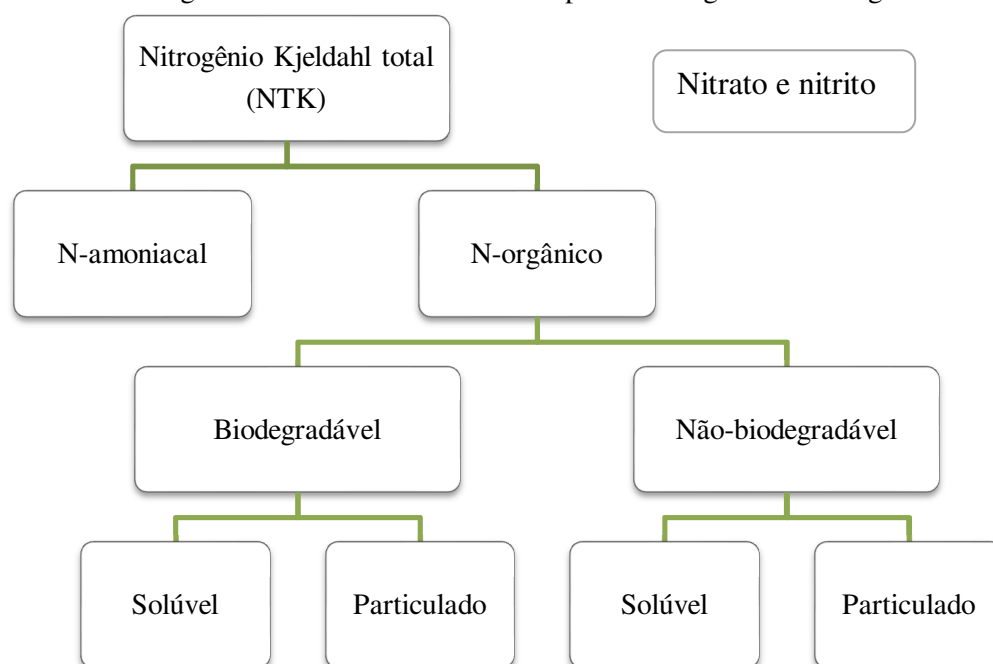 Nitrogênio Kjeldahl total
(NTK)
Nitrato e nitrito
N-amoniacal
N-orgânico
Biodegradável
Não-biodegradável
Solúvel
Particulado
Solúvel
Particulado